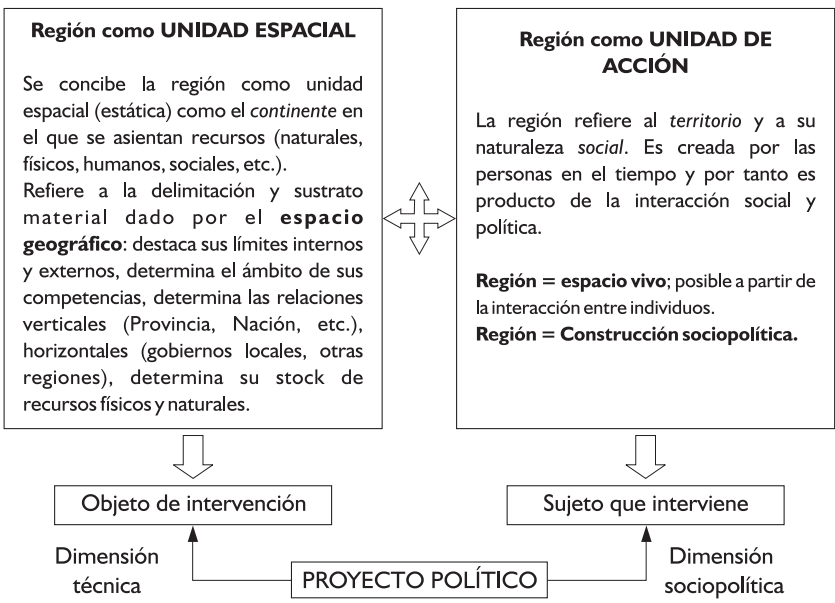 Región como UNIDAD ESPACIAL
Se concibe la región como unidad
espacial (estática) como el continente en
el que se asientan recursos (naturales,
físicos, humanos, sociales, etc.).
Refiere a la delimitación y sustrato
material dado por el espacio
geográfico: destaca sus límites internos
y externos, determina el ámbito de sus
competencias, determina las relaciones
verticales (Provincia, Nación, etc.),
horizontales (gobiernos locales, otras
regiones), determina su stock de
recursos físicos y naturales.
Región como UNIDAD DE
ACCIÓN
La región refiere al territorio y a su
naturaleza social. Es creada por las
personas en el tiempo y por tanto es
producto de la interacción social y
política.
Región = espacio vivo; posible a partir de
la interacción entre individuos.
Región = Construcción sociopolítica.
Objeto de intervención
Sujeto que interviene
Dimensión
técnica
PROYECTO POLÍTICO
Dimensión
sociopolítica